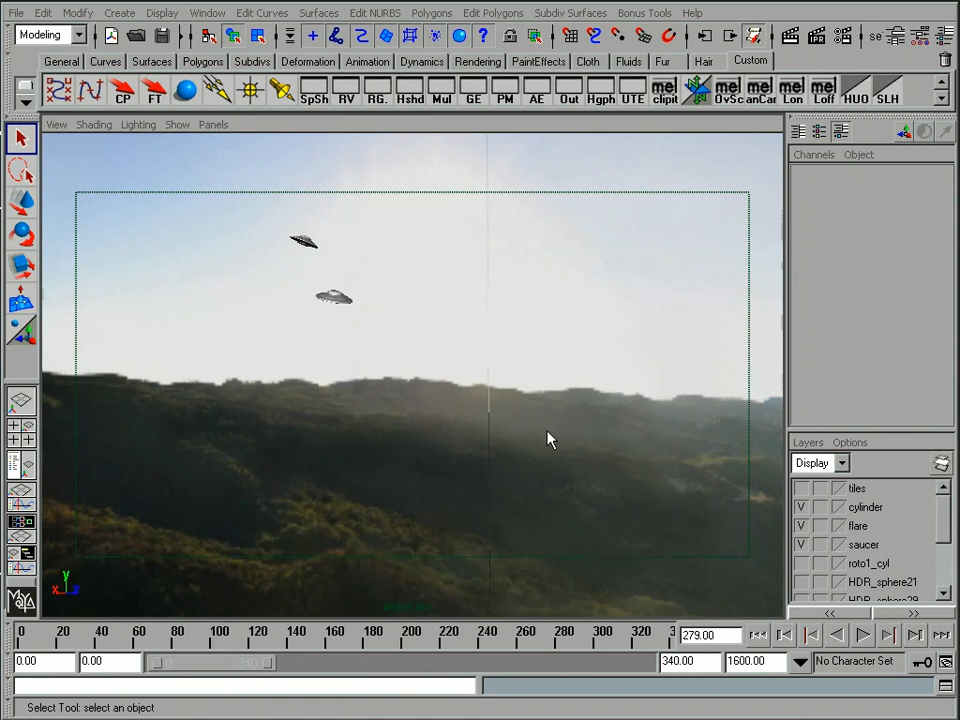 File Edit Modify Create Display Window Edit Curves Surfaces Edit NURBS Polygons Edit Polygons Subdiv Surfaces Bonus Tools Help
Modeling
General Curves Surfaces Polygons Subdivs Deformation Animation Dynamics Rendering PaintEffects Cloth Fluids Fur Hair Custom
CP FT SpSh RV RG. Hshd Mul GE PM AE Out Hgph UTE mel clipit mel OvSc mel anCar mel Lon mel Loff HUO SLH
View Shading Lighting Show Panels
Channels Object
Layers Options
Display
tiles
V cylinder
V flare
V saucer
roto1_cyl
HDR_sphere21
y
x z
MAYA
<< >>
0 20 40 60 80 100 120 140 160 180 200 220 240 260 280 300 320 279.00
0.00 0.00 340.00 1600.00 No Character Set
Select Tool: select an object